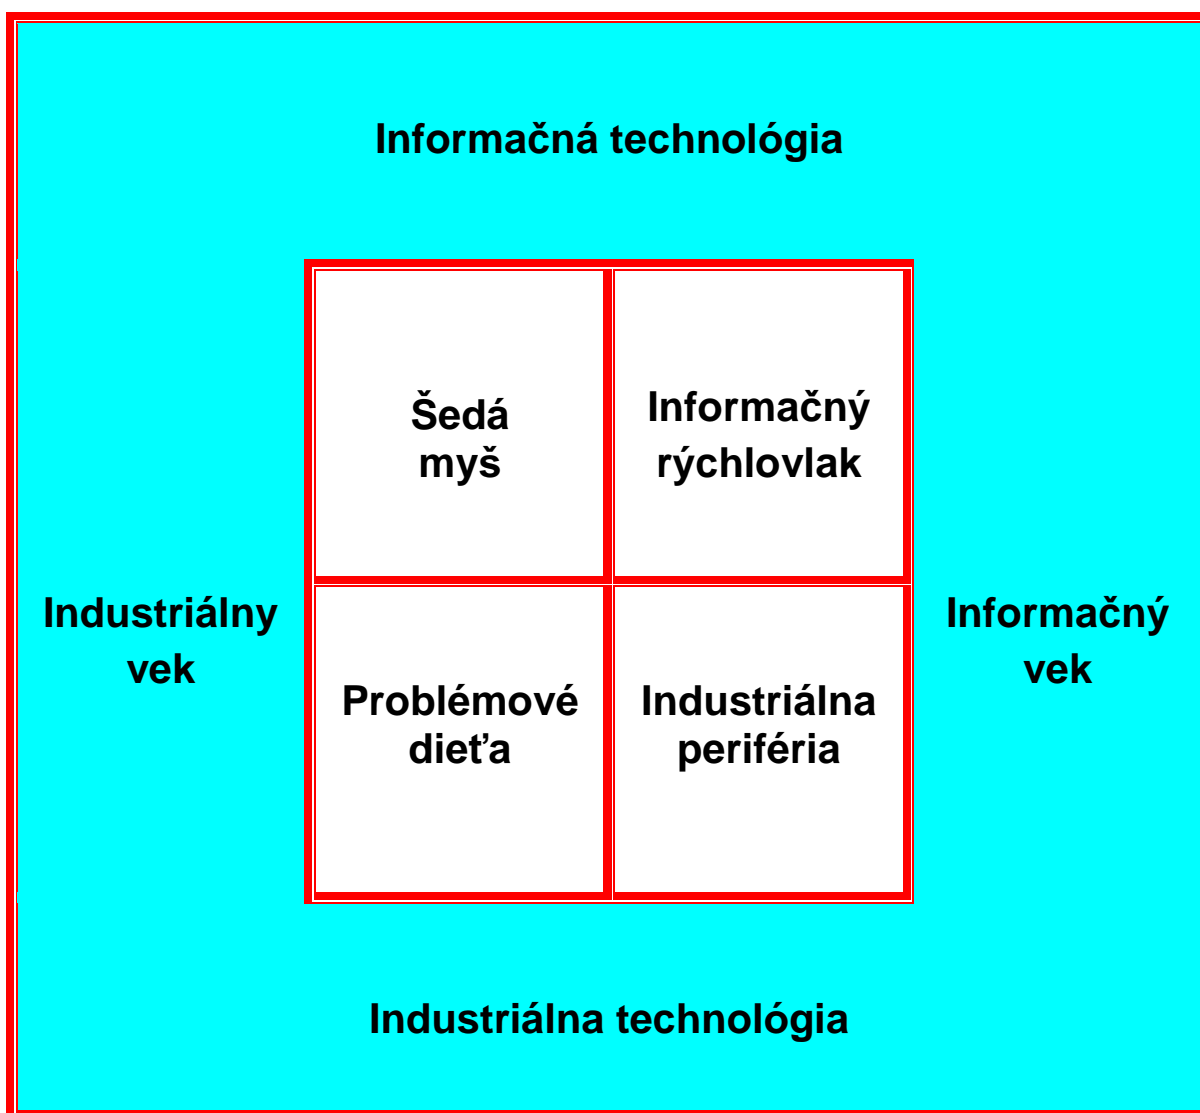 Informačná technológia
Šedá
myš
Informačný
rýchlovlak
Industriálny
vek
Informačný
vek
Problémové
dieťa
Industriálna
periféria
Industriálna technológia